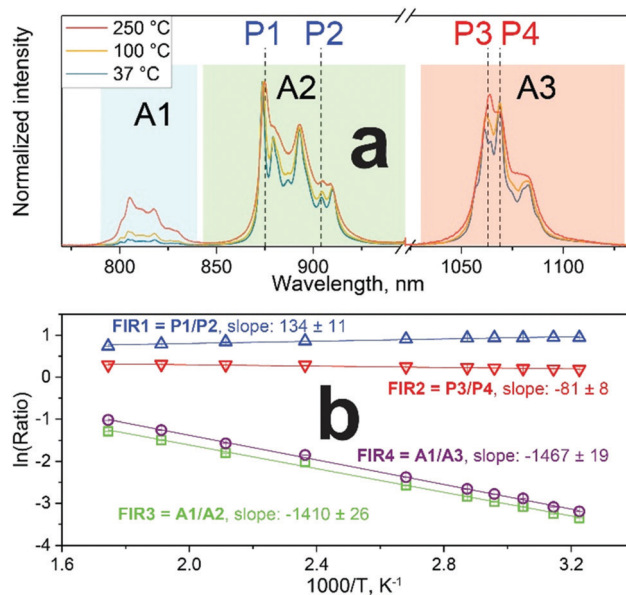 250 °C
100 °C
37 °C
P1 P2 P3 P4
A1 A2 A3
a
Normalized intensity
800 850 900 1050 1100
Wavelength, nm
1
0
-1
-2
-3
-4
ln(Ratio)
FIR1 = P1/P2, slope: 134 ± 11
FIR2 = P3/P4, slope: -81 ± 8
b
FIR4 = A1/A3, slope: -1467 ± 19
FIR3 = A1/A2, slope: -1410 ± 26
1.6 2.0 2.4 2.8 3.2
1000/T, K⁻¹